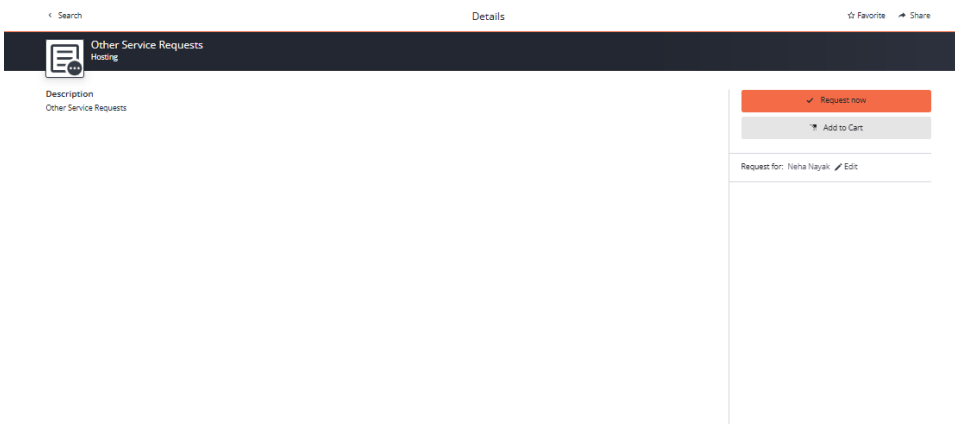 Search
Details
Favorite
Share
Other Service Requests
Hosting
Description
Other Service Requests
Request now
Add to Cart
Request for: Neha Nayak Edit